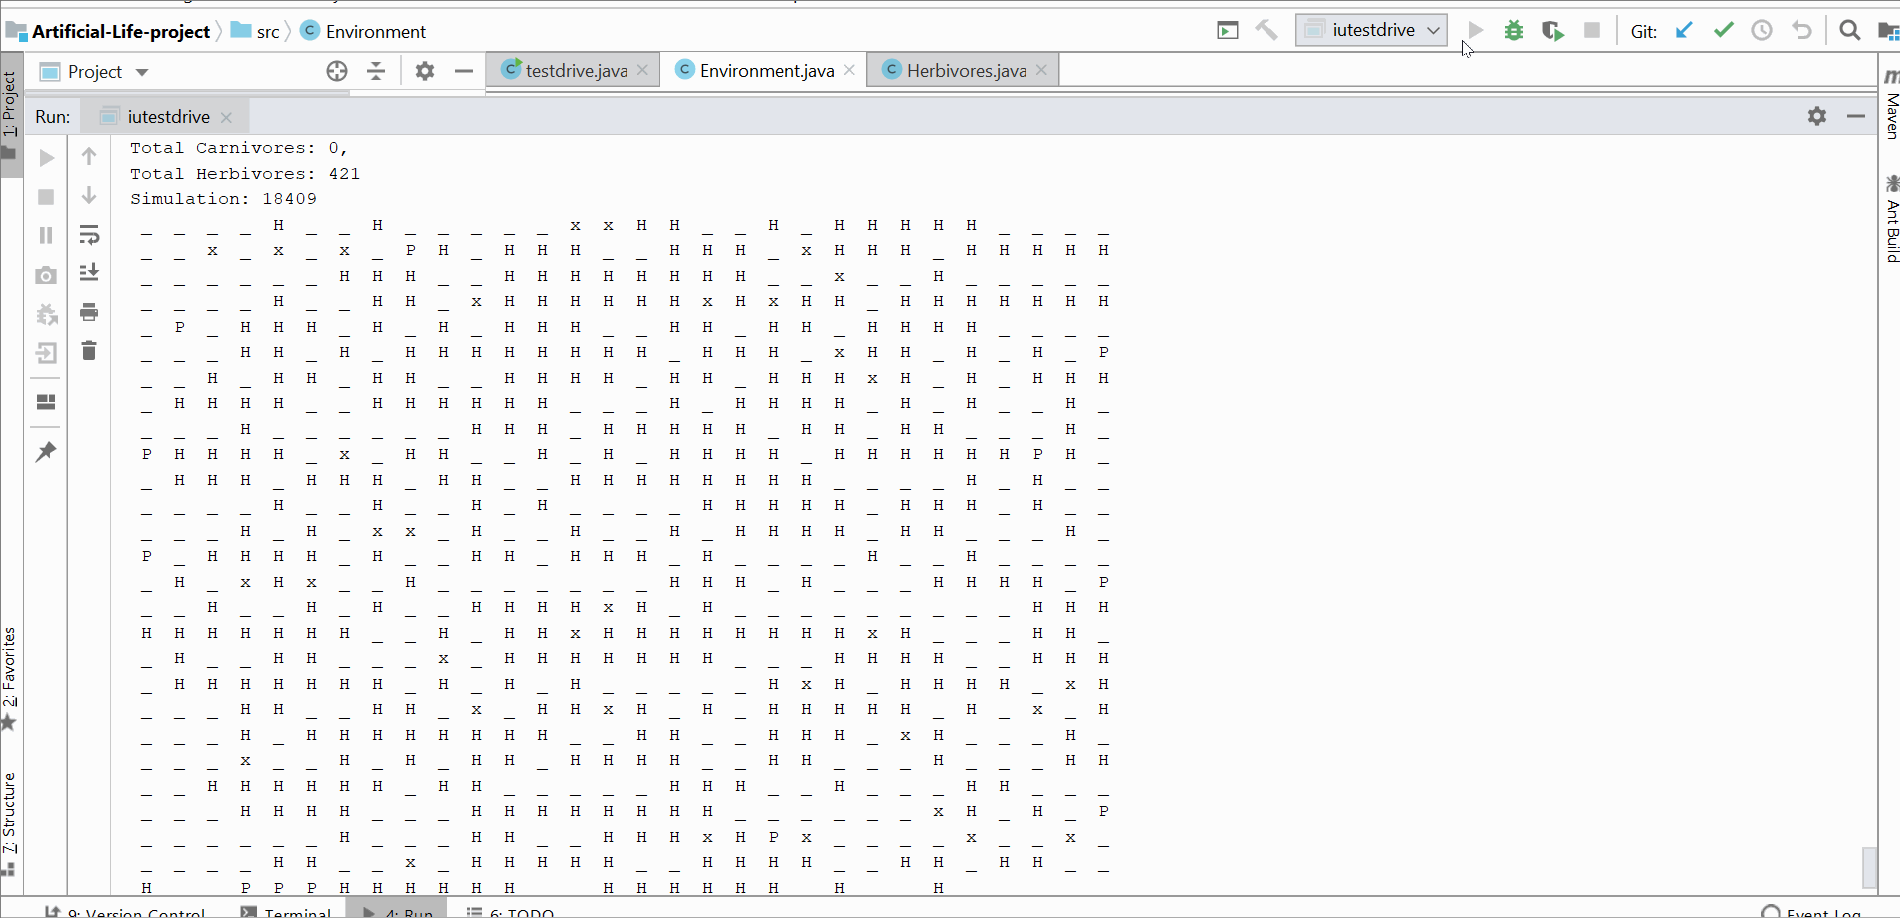 Artificial-Life-project src Environment iutestdrive Git:
Project testdrive.java Environment.java Herbivores.java
Run: iutestdrive
Total Carnivores: 0,
Total Herbivores: 421
Simulation: 18409
_ _ _ _ H _ _ H _ _ _ _ _ x x H H _ _ H _ H H H H H _ _ _ _
_ _ x _ x _ x _ P H _ H H H _ _ H H H _ x H H H _ H H H H H
_ _ _ _ _ _ H H H _ _ H H H H H H H H _ _ x _ _ H _ _ _ _ _
_ _ _ _ H _ _ H H _ x H H H H H H x H x H H _ H H H H H H H
_ P _ H H H _ H _ H _ H H H _ _ H H _ H H _ H H H H _ _ _ _
_ _ _ H H _ H _ H H H H H H H H _ H H H _ x H H _ H _ H _ P
_ _ H _ H H _ H H _ _ H H H H _ H H _ H H H x H _ H _ H H H
_ H H H H _ _ H H H H H H _ _ _ H _ H H H H H H _ H _ _ H _
_ _ _ H _ _ _ _ _ _ H H H _ H H H H H _ H H _ H H _ _ _ H _
P H H H H _ x _ H H _ _ H _ H _ H H H H _ H H H H H H P H _
_ H H H _ H H H _ H H _ _ H H H H H H H H _ _ _ _ H _ H _ _
_ _ _ _ H _ _ H _ _ H _ H _ _ _ _ H H H H H _ H H H _ H _ _
_ _ _ H _ H _ x x _ H _ _ H _ _ H _ H H H H _ H H _ _ _ H _
P _ H H H H _ H _ _ H H _ H H H _ H _ _ _ _ H _ _ H _ _ _ _
_ H _ x H x _ _ H _ _ _ _ _ _ _ H H H _ H _ _ _ H H H H _ P
_ _ H _ _ H _ H _ _ H H H H x H _ H _ _ _ _ _ _ _ _ _ H H H
H H H H H H H _ _ H _ H H x H H H H H H H H x H _ _ _ H H _
_ H _ _ H H _ _ _ x _ H H H H H H H _ _ _ H H H H _ _ H H H
_ H H H H H H H _ H _ H _ H _ _ _ _ _ H x H _ H H H H _ x H
_ _ _ H H _ _ H H _ x _ H H x H _ H _ H H H H H _ H _ x _ H
_ _ _ H _ H H H H H H H H _ _ H H _ _ H H H _ x H _ _ _ H _
_ _ _ x _ _ H _ H _ H H _ H H H H _ _ H H _ _ _ H _ _ _ H H
_ _ H H H H H H _ H H _ _ _ _ _ H H H _ _ H _ _ _ H H _ _ _
_ _ _ H H H H _ _ _ H H H H H H H H _ _ _ _ _ _ x H _ H _ P
_ _ _ _ _ _ H _ _ _ H H _ _ H H H x H P x _ _ _ _ x _ _ x _
_ _ _ _ H H _ _ x _ H H H H H _ _ H H H H _ _ H H _ H H _ _
H P P P H H H H H H H H H H H H H H
1: Project
2: Favorites
7: Structure
Maven
Ant Build
9: Version Control Terminal 4: Run 6: TODO Event Log